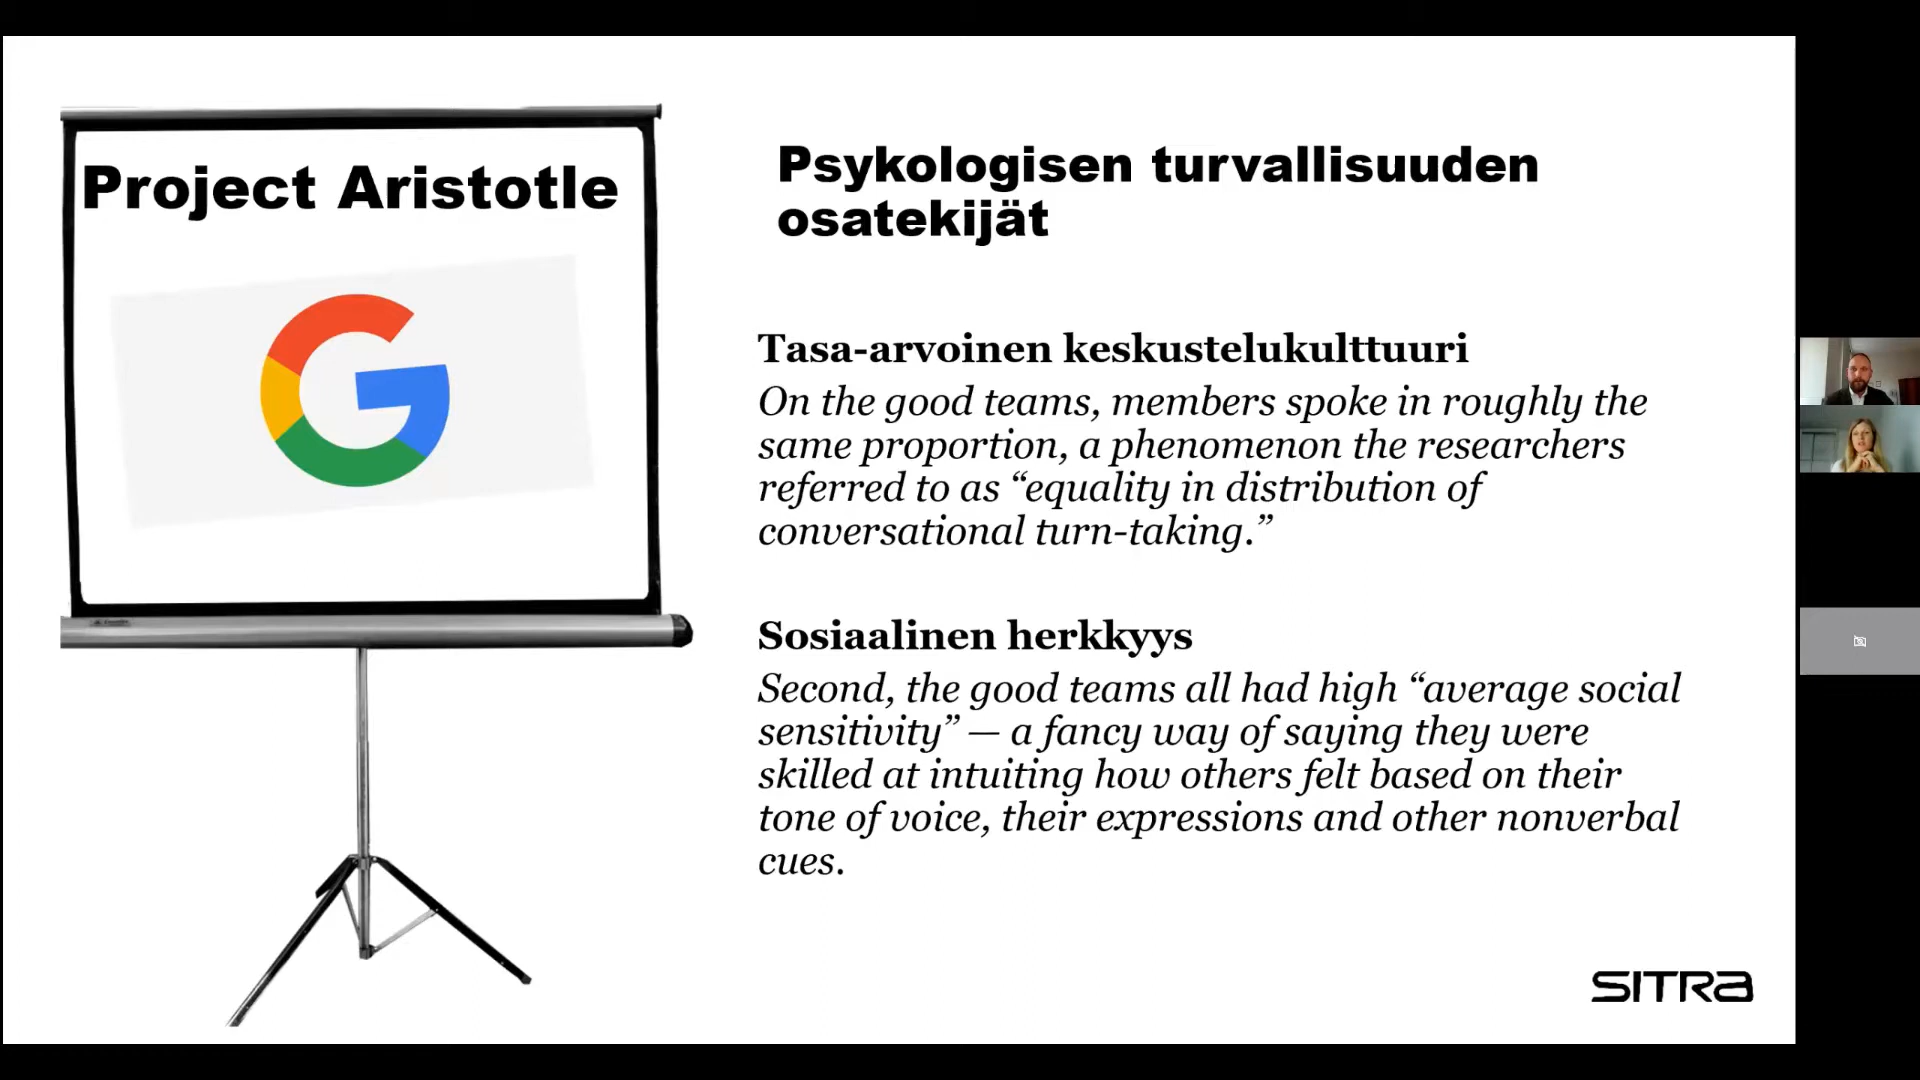 Project Aristotle
Psykologisen turvallisuuden
osatekijät
Tasa-arvoinen keskustelukulttuuri
On the good teams, members spoke in roughly the
same proportion, a phenomenon the researchers
referred to as “equality in distribution of
conversational turn-taking.”
Sosiaalinen herkkyys
Second, the good teams all had high “average social
sensitivity” — a fancy way of saying they were
skilled at intuiting how others felt based on their
tone of voice, their expressions and other nonverbal
cues.
SITRA